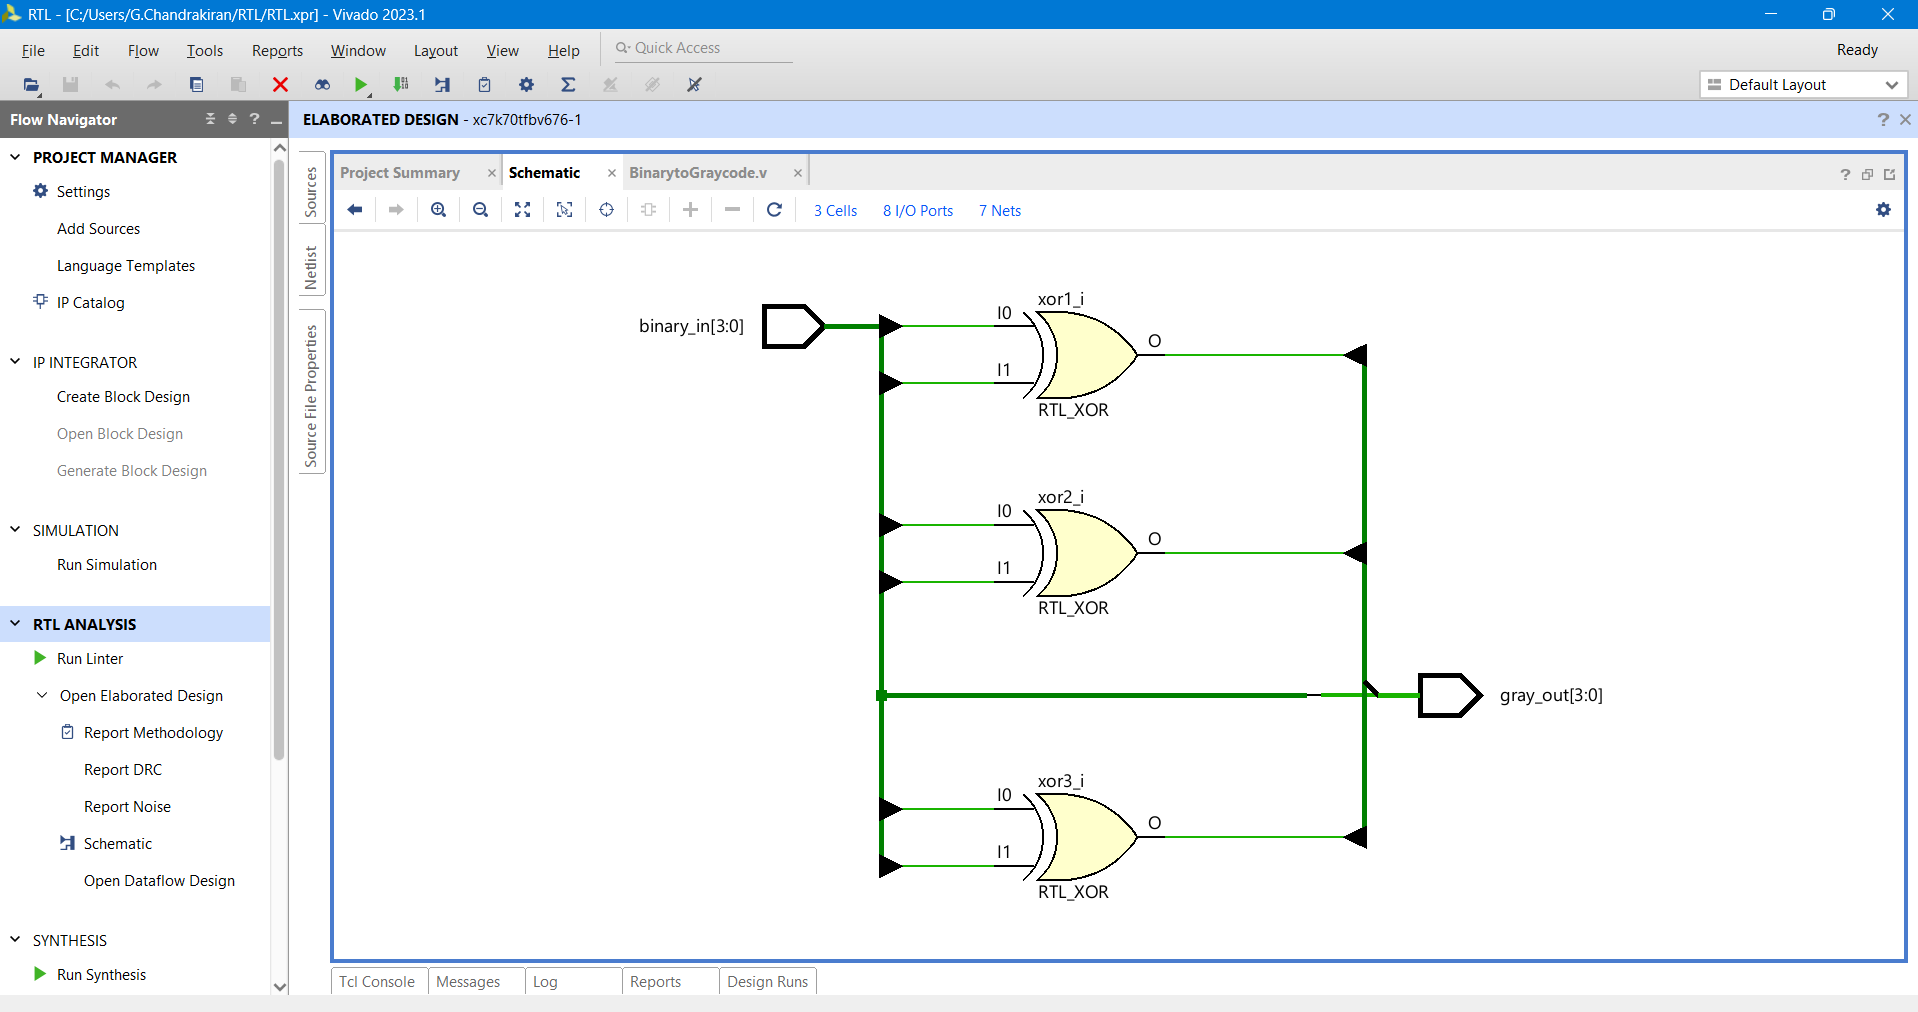 RTL - [C:/Users/G.Chandrakiran/RTL/RTL.xpr] - Vivado 2023.1
File Edit Flow Tools Reports Window Layout View Help Quick Access Ready
Default Layout
Flow Navigator ? _
ELABORATED DESIGN - xc7k70tfbv676-1 ?
PROJECT MANAGER
Settings
Add Sources
Language Templates
IP Catalog
IP INTEGRATOR
Create Block Design
Open Block Design
Generate Block Design
SIMULATION
Run Simulation
RTL ANALYSIS
Run Linter
Open Elaborated Design
Report Methodology
Report DRC
Report Noise
Schematic
Open Dataflow Design
SYNTHESIS
Run Synthesis
Sources
Netlist
Source File Properties
Project Summary × Schematic × BinarytoGraycode.v × ?
3 Cells 8 I/O Ports 7 Nets
binary_in[3:0]
xor1_i
I0
I1
O
RTL_XOR
xor2_i
I0
I1
O
RTL_XOR
gray_out[3:0]
xor3_i
I0
I1
O
RTL_XOR
Tcl Console Messages Log Reports Design Runs